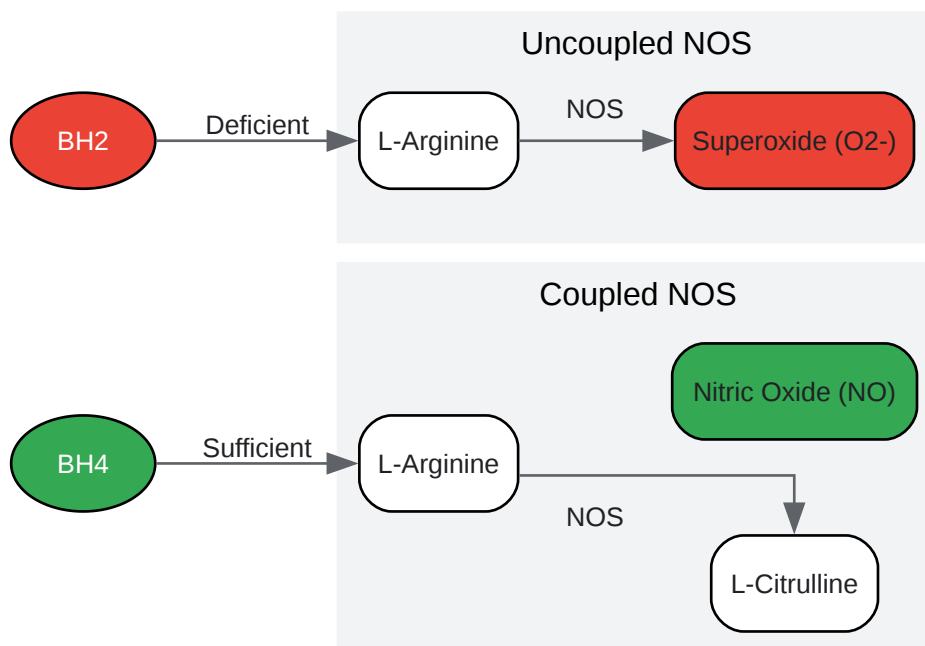 Uncoupled NOS
BH2
Deficient
L-Arginine
NOS
Superoxide (O2-)
Coupled NOS
Nitric Oxide (NO)
BH4
Sufficient
L-Arginine
NOS
L-Citrulline